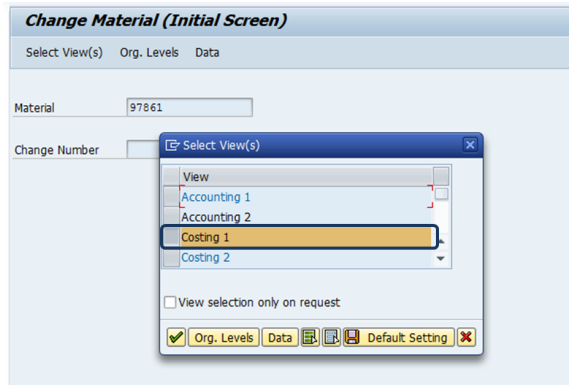 Change Material (Initial Screen)
Select View(s) Org. Levels Data
Material 97861
Change Number
Select View(s)
View
Accounting 1
Accounting 2
Costing 1
Costing 2
View selection only on request
Org. Levels Data Default Setting